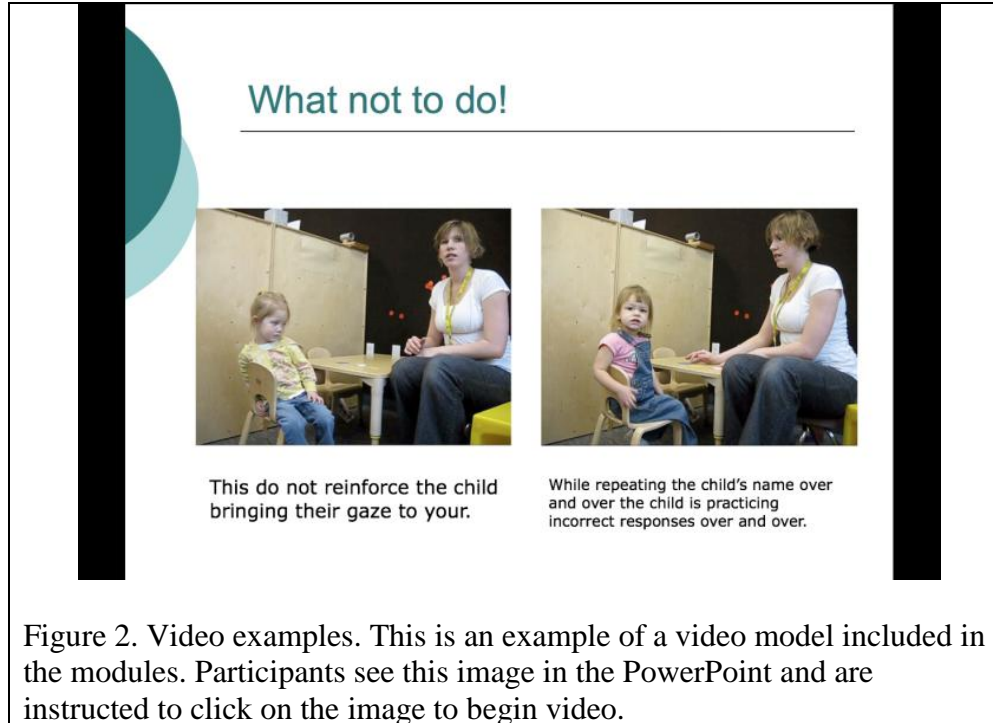 What not to do!
This do not reinforce the child
bringing their gaze to your.
While repeating the child's name over
and over the child is practicing
incorrect responses over and over.
Figure 2. Video examples. This is an example of a video model included in
the modules. Participants see this image in the PowerPoint and are
instructed to click on the image to begin video.